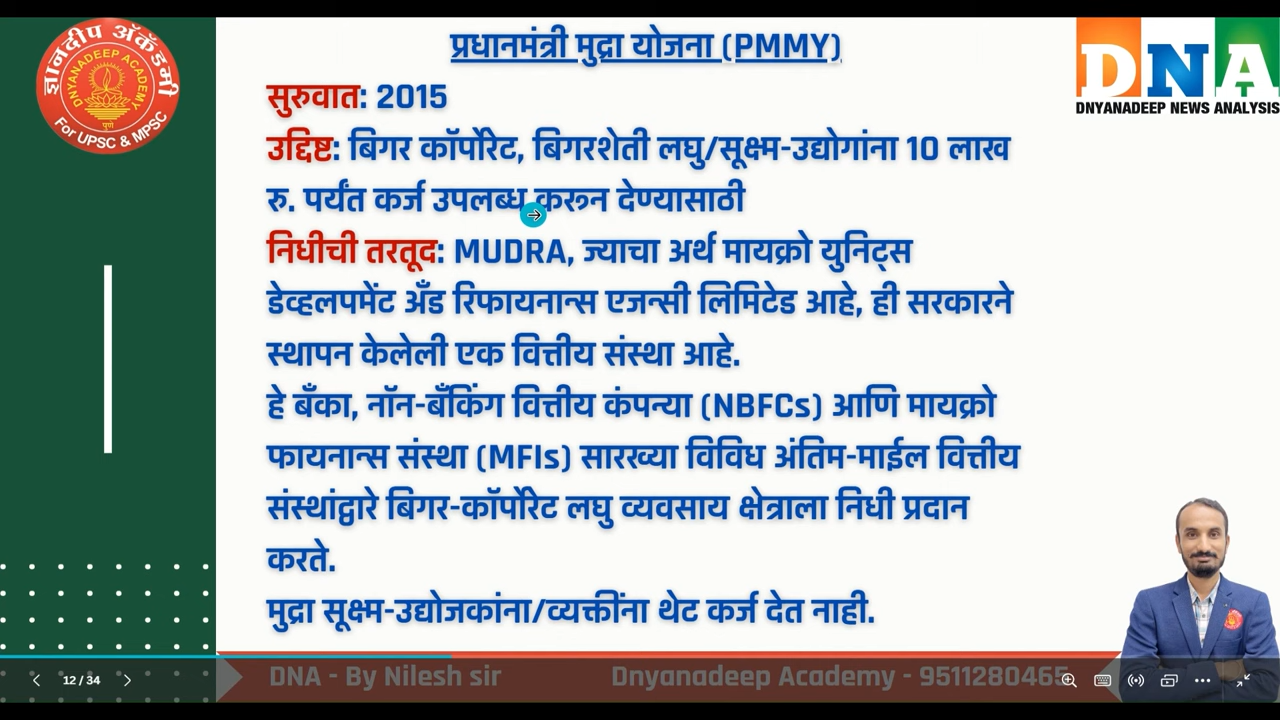 ज्ञानदीप अ‍ॅकॅडमी
DNYANADEEP ACADEMY
पुणे
For UPSC & MPSC
प्रधानमंत्री मुद्रा योजना (PMMY)
DNA
DNYANADEEP NEWS ANALYSIS
सुरुवात: 2015
उद्दिष्ट: बिगर कॉर्पोरेट, बिगरशेती लघु/सूक्ष्म-उद्योगांना 10 लाख
रु. पर्यंत कर्ज उपलब्ध करून देण्यासाठी
निधीची तरतूद: MUDRA, ज्याचा अर्थ मायक्रो युनिट्स
डेव्हलपमेंट अँड रिफायनान्स एजन्सी लिमिटेड आहे, ही सरकारने
स्थापन केलेली एक वित्तीय संस्था आहे.
हे बँका, नॉन-बँकिंग वित्तीय कंपन्या (NBFCs) आणि मायक्रो
फायनान्स संस्था (MFIs) सारख्या विविध अंतिम-माईल वित्तीय
संस्थांद्वारे बिगर-कॉर्पोरेट लघु व्यवसाय क्षेत्राला निधी प्रदान
करते.
मुद्रा सूक्ष्म-उद्योजकांना/व्यक्तींना थेट कर्ज देत नाही.
12 / 34
DNA - By Nilesh sir
Dnyanadeep Academy - 9511280465